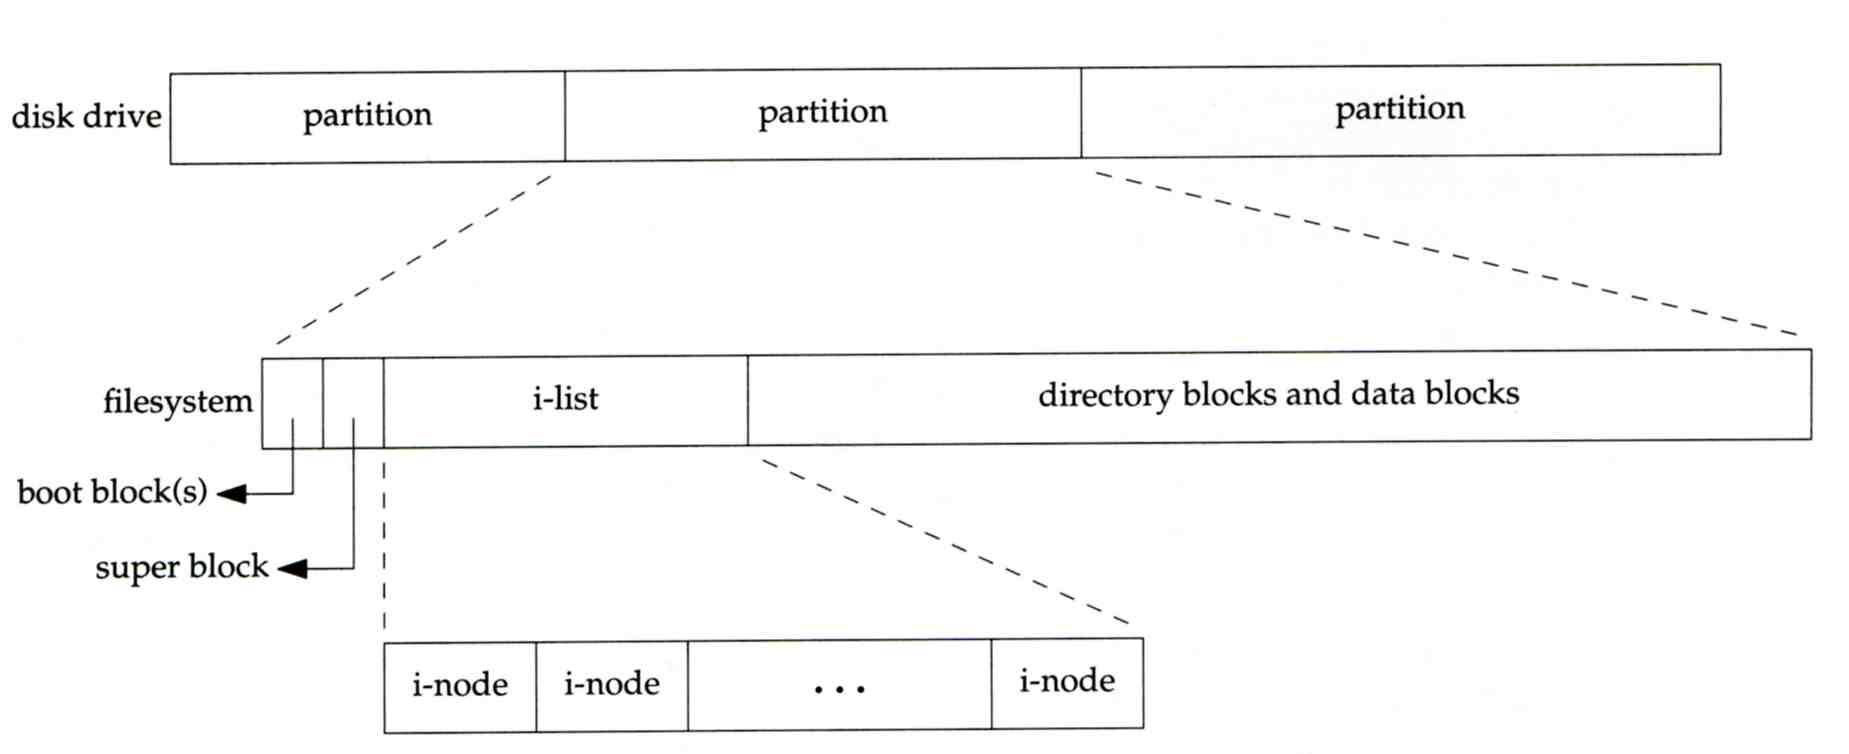 disk drive partition partition partition
filesystem i-list directory blocks and data blocks
boot block(s)
super block
i-node i-node ... i-node